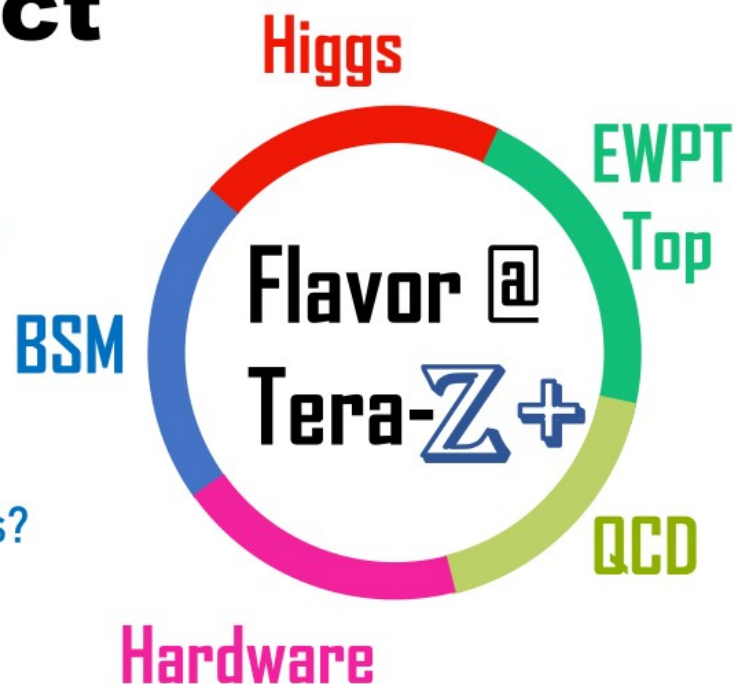 ct
Higgs
EWPT
Top
Flavor @
Tera-Z+
BSM
s?
QCD
Hardware